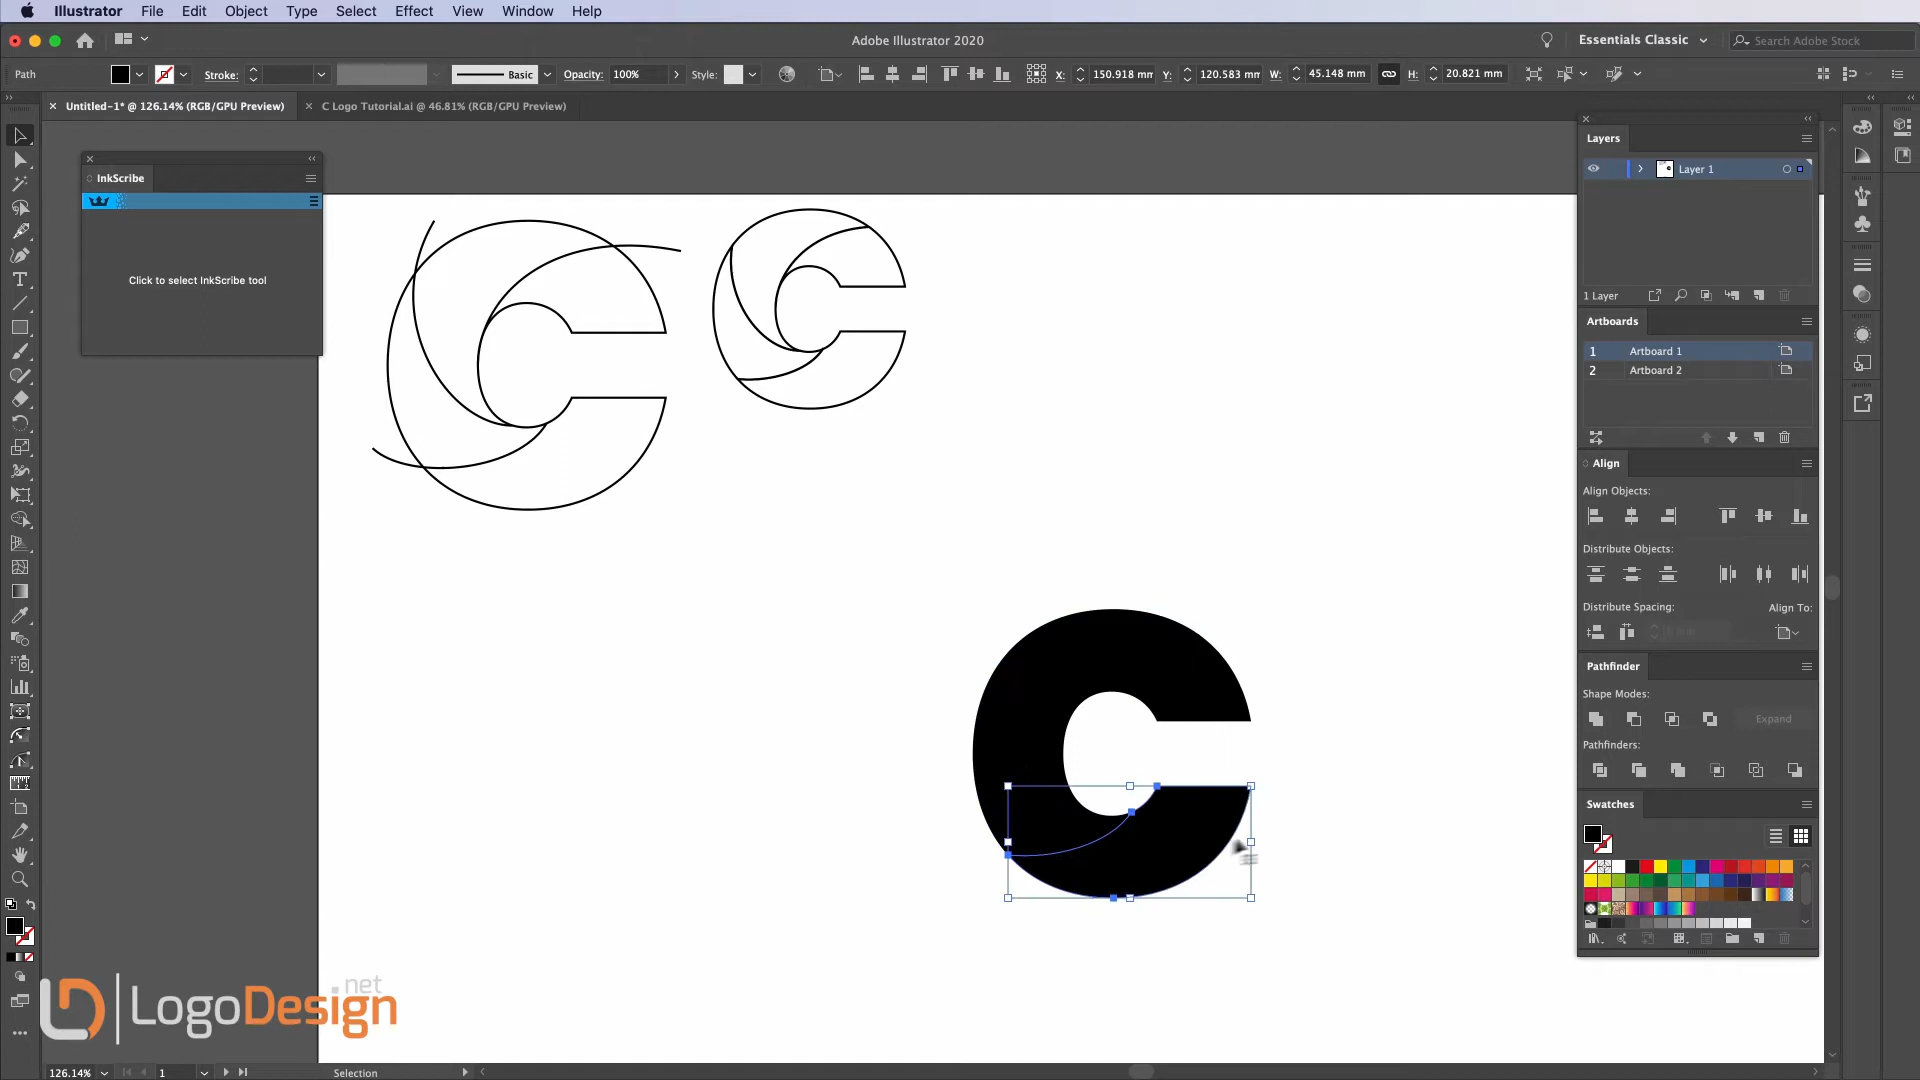 Illustrator File Edit Object Type Select Effect View Window Help
Adobe Illustrator 2020
Essentials Classic
Search Adobe Stock
Path
Stroke:
Basic
Opacity: 100%
Style:
X: 150.918 mm
Y: 120.583 mm
W: 45.148 mm
H: 20.821 mm
Untitled-1* @ 126.14% (RGB/GPU Preview)
C Logo Tutorial.ai @ 46.81% (RGB/GPU Preview)
InkScribe
Click to select InkScribe tool
Layers
Layer 1
1 Layer
Artboards
1 Artboard 1
2 Artboard 2
Align
Align Objects:
Distribute Objects:
Distribute Spacing:
Align To:
Pathfinder
Shape Modes:
Expand
Pathfinders:
Swatches
LogoDesign
.net
126.14%
1
Selection